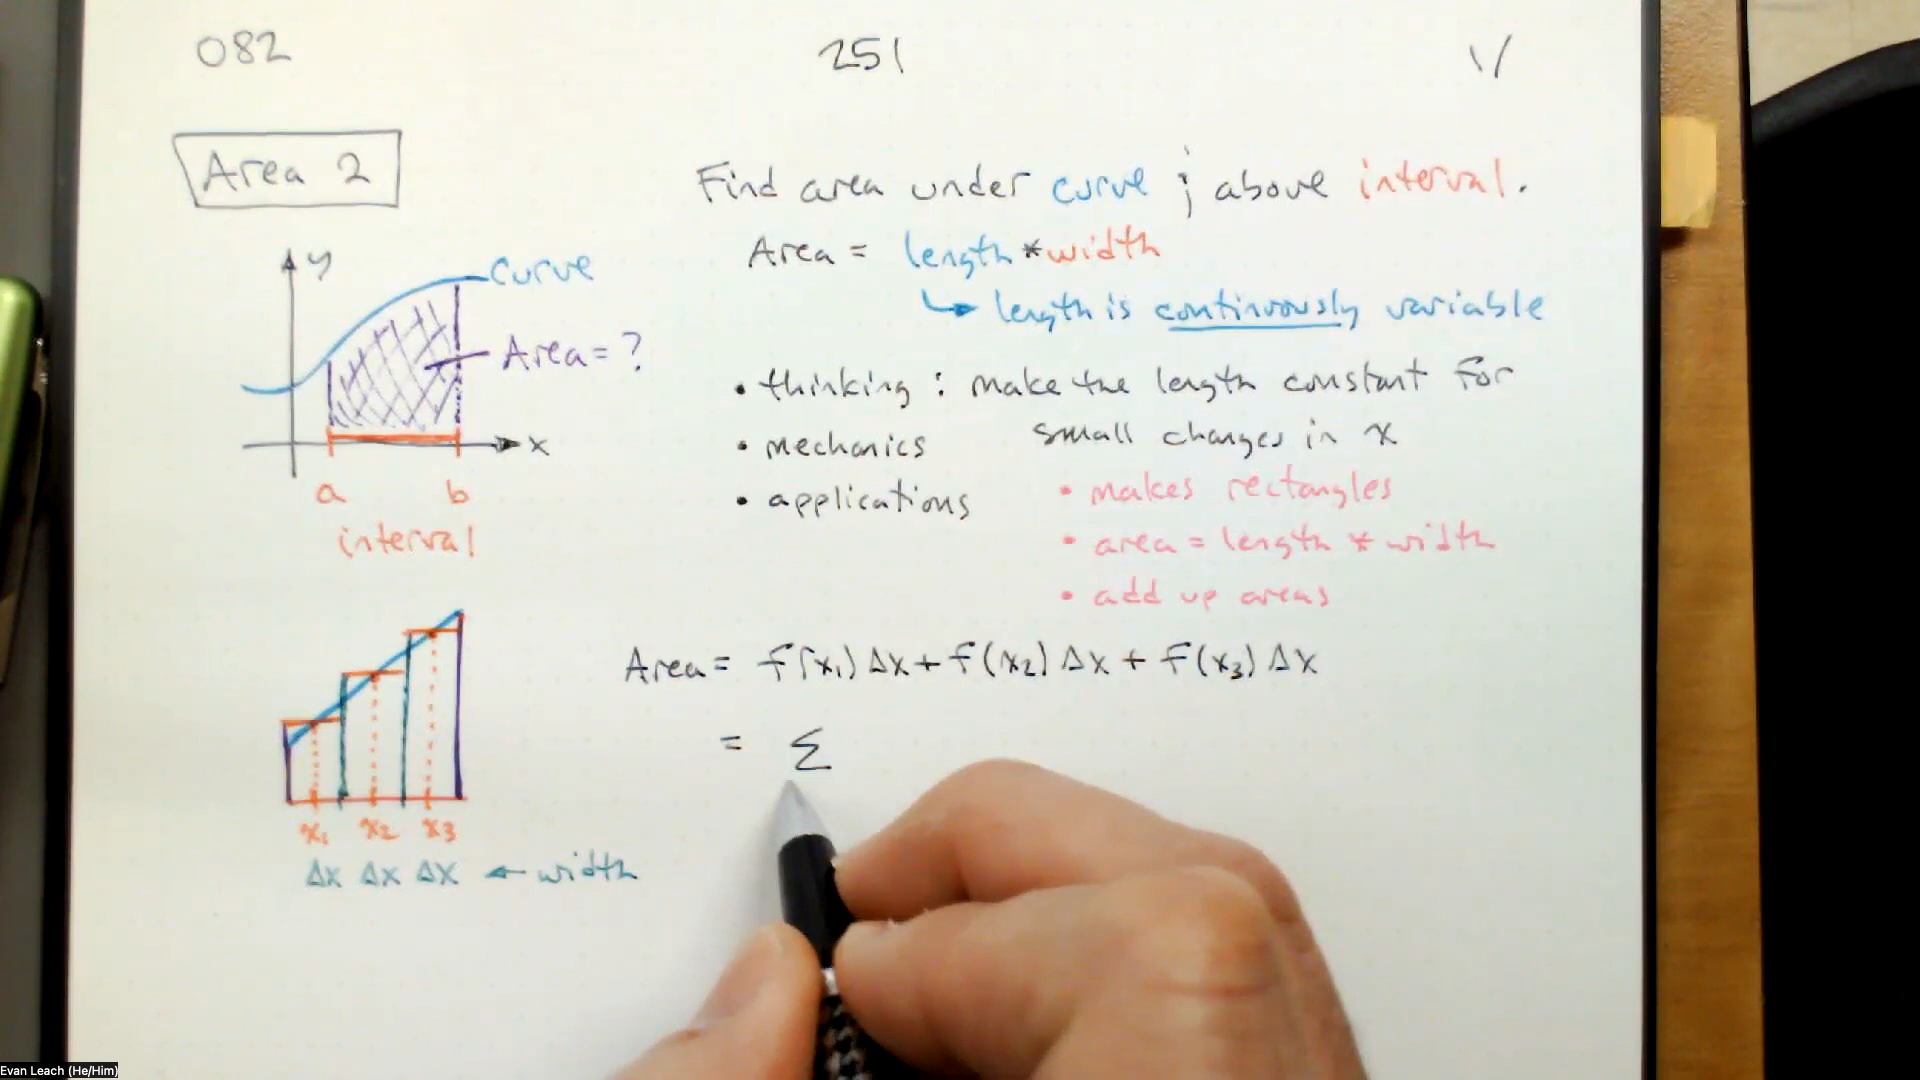 082
251
1/
Area 2
Find area under curve ; above interval.
Area = length * width
↳ length is continuously variable
• thinking : make the length constant for
small changes in x
• mechanics
• applications
• makes rectangles
• area = length * width
• add up areas
y
curve
Area = ?
x
a b
interval
Area = f(x₁) Δx + f(x₂) Δx + f(x₃) Δx
= Σ
x₁ x₂ x₃
Δx Δx Δx ← width
Evan Leach (He/Him)